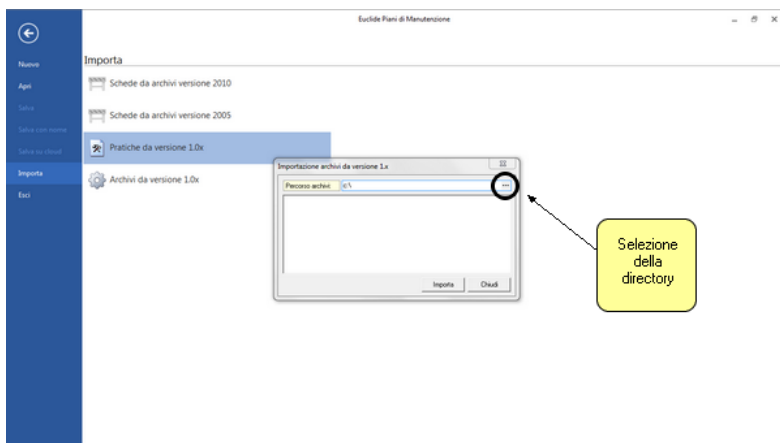 Euclide Piani di Manutenzione
Importa
Nuovo
Apri
Salva
Salva con nome
Salva su cloud
Importa
Esci
Schede da archivi versione 2010
Schede da archivi versione 2005
Pratiche da versione 1.0x
Archivi da versione 1.0x
Importazione archivi da versione 1.x
Percorso archivi: c:\
Importa Chiudi
Selezione
della
directory